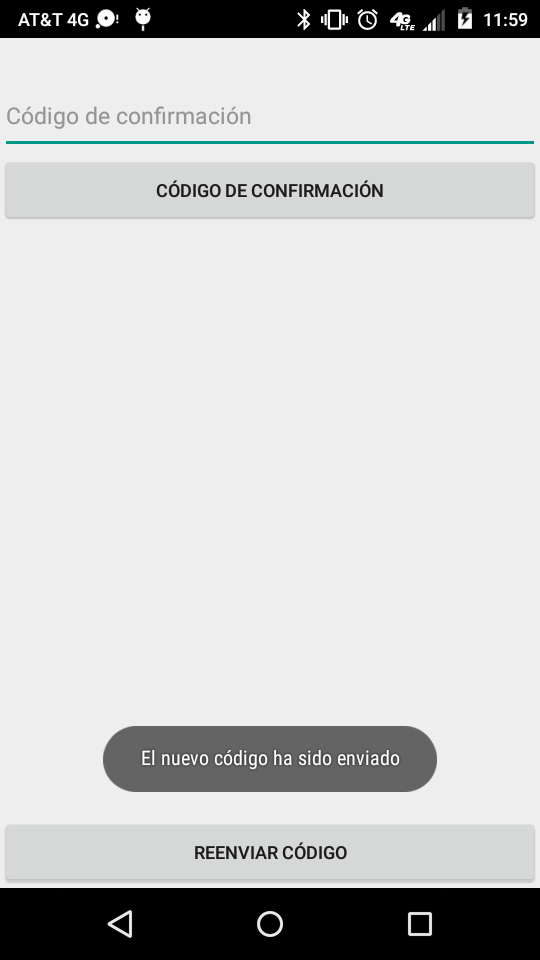 AT&T 4G 4G LTE 11:59
Código de confirmación
CÓDIGO DE CONFIRMACIÓN
El nuevo código ha sido enviado
REENVIAR CÓDIGO